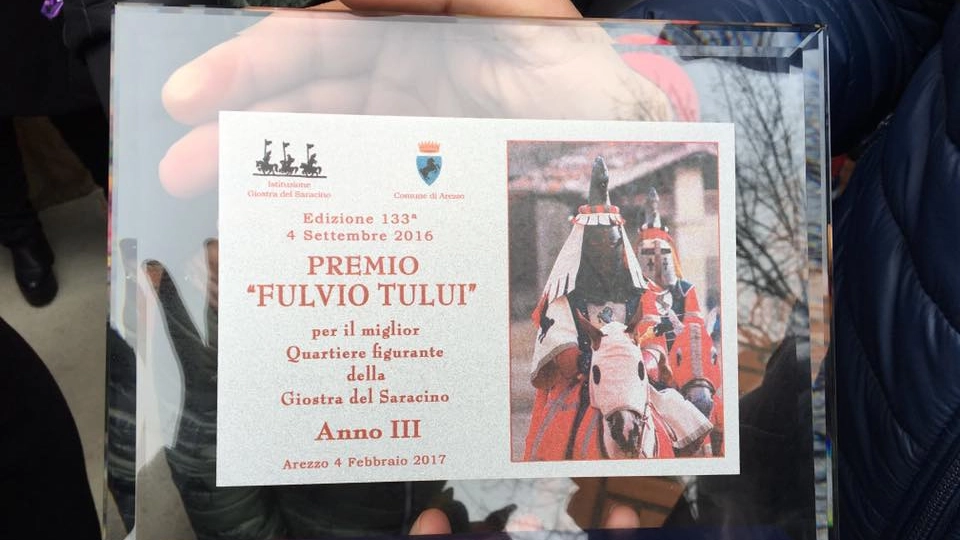 Istituzione
Giostra del Saracino
Comune di Arezzo
Edizione 133ª
4 Settembre 2016
PREMIO
“FULVIO TULUI”
per il miglior
Quartiere figurante
della
Giostra del Saracino
Anno III
Arezzo 4 Febbraio 2017